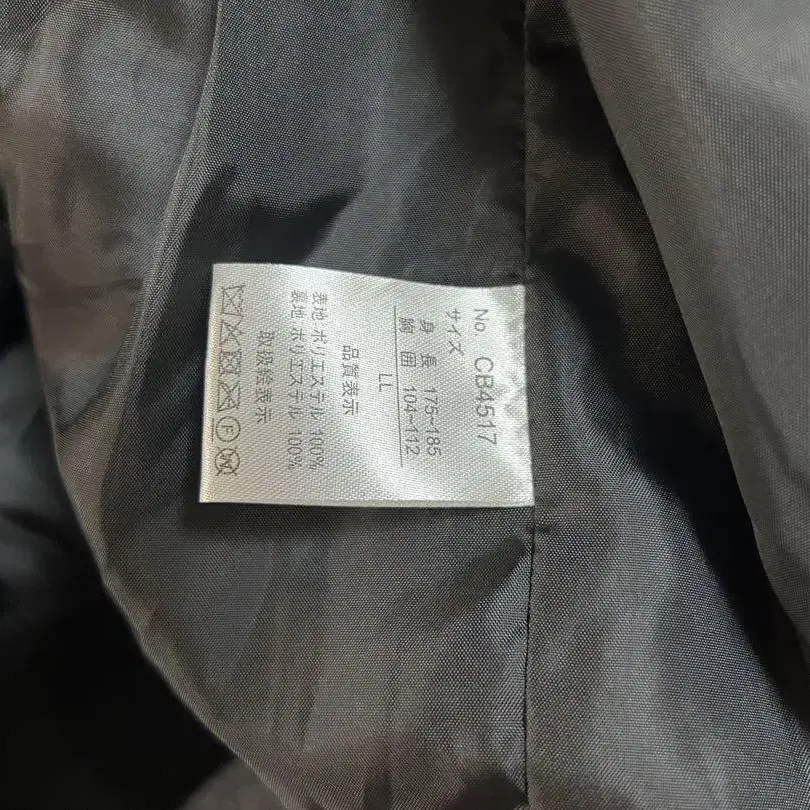 No. CB4517
サイズ
身長 175~185
胸囲 104~112
LL
品質表示
表地:ポリエステル 100%
裏地:ポリエステル 100%
取扱絵表示
F W